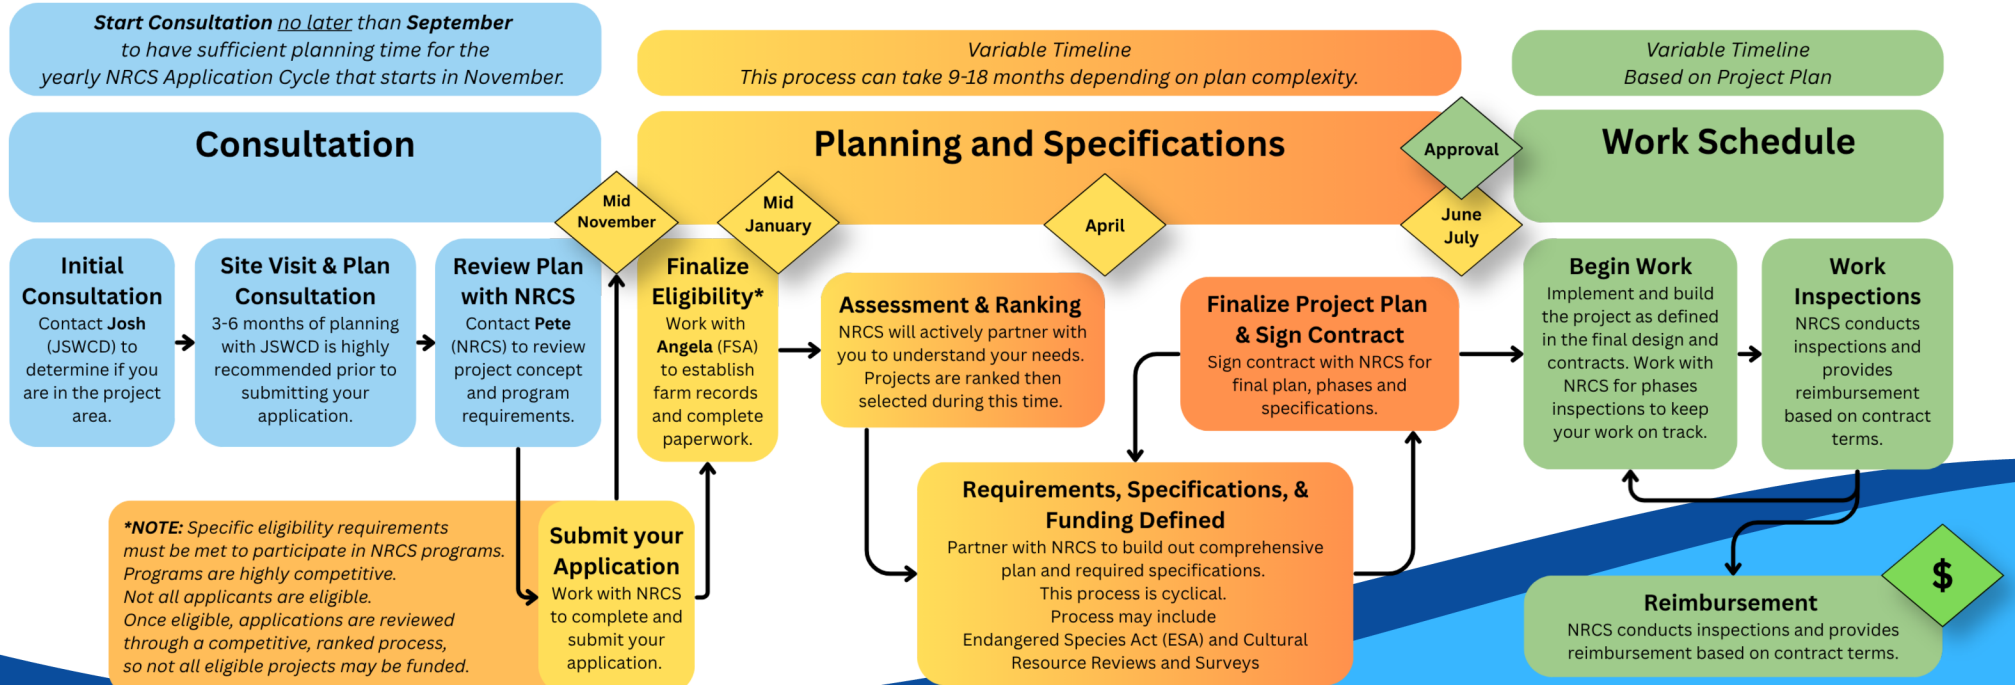 Start Consultation no later than September
to have sufficient planning time for the
yearly NRCS Application Cycle that starts in November.
Variable Timeline
This process can take 9-18 months depending on plan complexity.
Variable Timeline
Based on Project Plan
Consultation
Planning and Specifications
Work Schedule
Approval
Mid
November
Mid
January
April
June
July
Initial
Consultation
Contact Josh
(JSWCD) to
determine if you
are in the project
area.
Site Visit & Plan
Consultation
3-6 months of planning
with JSWCD is highly
recommended prior to
submitting your
application.
Review Plan
with NRCS
Contact Pete
(NRCS) to review
project concept
and program
requirements.
Submit your
Application
Work with NRCS
to complete and
submit your
application.
*NOTE: Specific eligibility requirements
must be met to participate in NRCS programs.
Programs are highly competitive.
Not all applicants are eligible.
Once eligible, applications are reviewed
through a competitive, ranked process,
so not all eligible projects may be funded.
Finalize
Eligibility*
Work with
Angela (FSA)
to establish
farm records
and complete
paperwork.
Assessment & Ranking
NRCS will actively partner with
you to understand your needs.
Projects are ranked then
selected during this time.
Requirements, Specifications, &
Funding Defined
Partner with NRCS to build out comprehensive
plan and required specifications.
This process is cyclical.
Process may include
Endangered Species Act (ESA) and Cultural
Resource Reviews and Surveys
Finalize Project Plan
& Sign Contract
Sign contract with NRCS for
final plan, phases and
specifications.
Begin Work
Implement and build
the project as defined
in the final design and
contracts. Work with
NRCS for phases
inspections to keep
your work on track.
Work
Inspections
NRCS conducts
inspections and
provides
reimbursement
based on contract
terms.
$
Reimbursement
NRCS conducts inspections and provides
reimbursement based on contract terms.